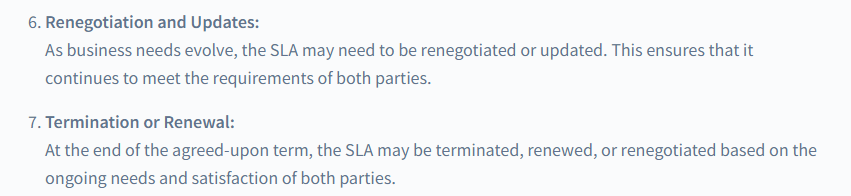 6. Renegotiation and Updates:
As business needs evolve, the SLA may need to be renegotiated or updated. This ensures that it
continues to meet the requirements of both parties.
7. Termination or Renewal:
At the end of the agreed-upon term, the SLA may be terminated, renewed, or renegotiated based on the
ongoing needs and satisfaction of both parties.